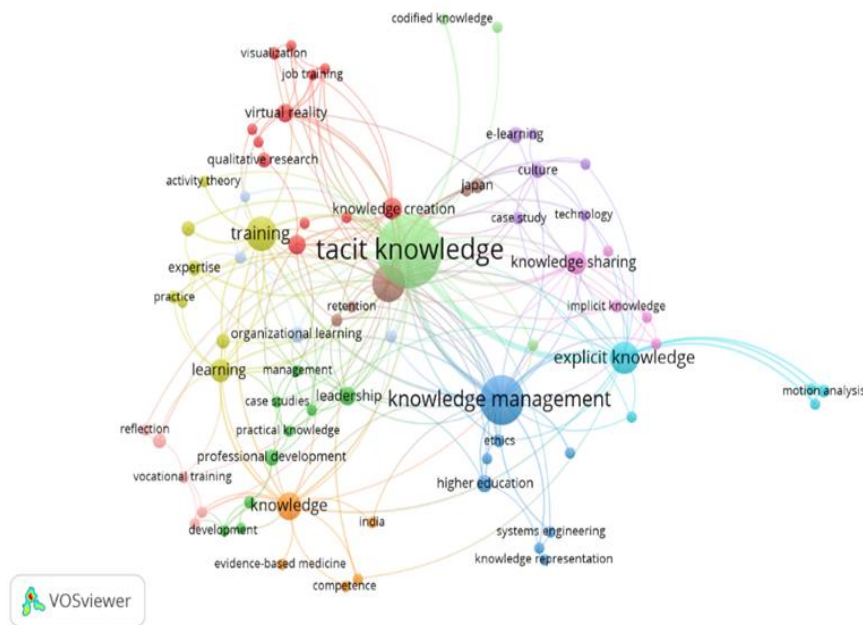 codified knowledge
visualization
job training
virtual reality
e-learning
qualitative research
culture
activity theory
japan
knowledge creation
case study
technology
training
tacit knowledge
expertise
knowledge sharing
practice
retention
implicit knowledge
organizational learning
explicit knowledge
learning
management
leadership
knowledge management
motion analysis
case studies
reflection
practical knowledge
ethics
professional development
vocational training
higher education
knowledge
india
development
systems engineering
evidence-based medicine
knowledge representation
competence
VOSviewer